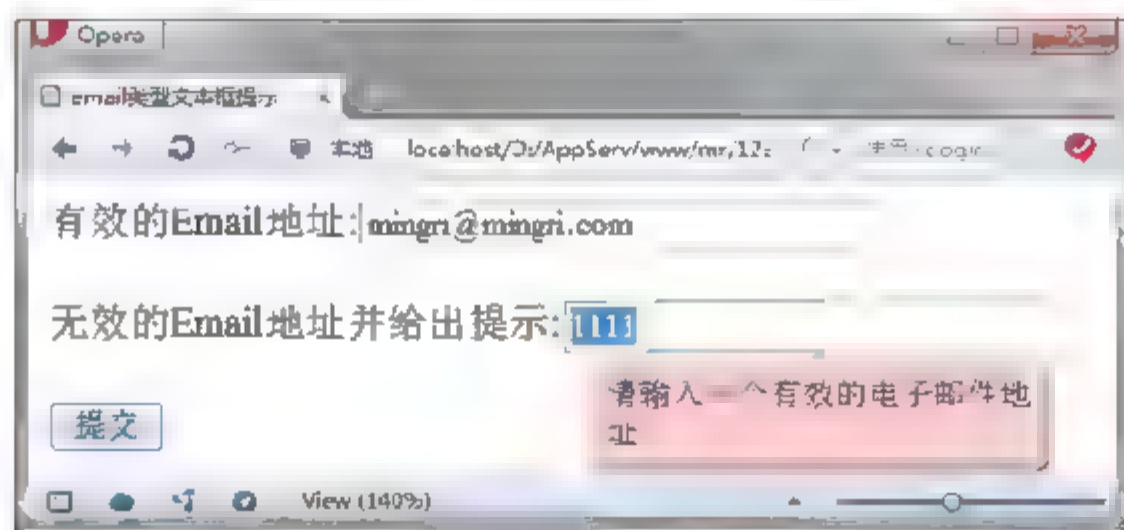 Opera
email类型文本框提示
本地 localhost/D:/AppServ/www/mr/12
有效的Email地址: mingri@mingri.com
无效的Email地址并给出提示: 1111
请输入一个有效的电子邮件地
址
提交
View (140%)